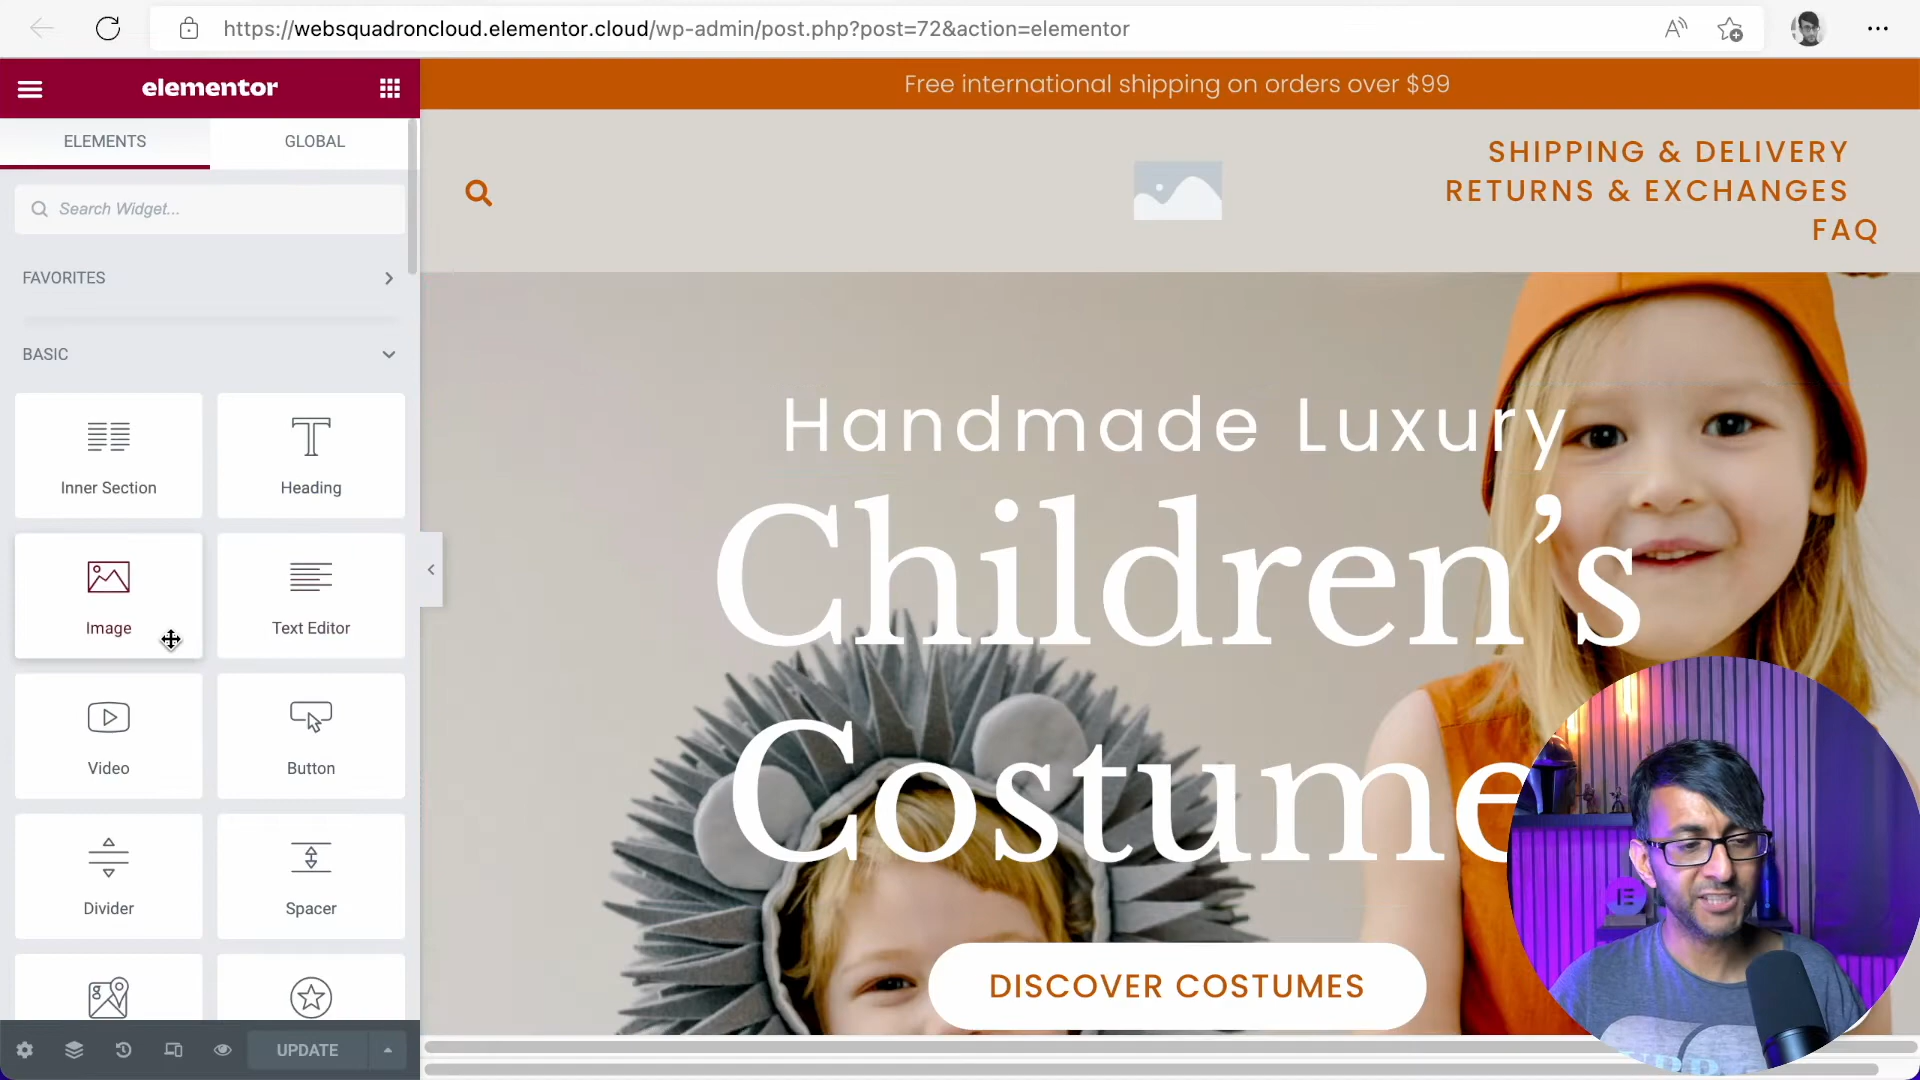 https://websquadroncloud.elementor.cloud/wp-admin/post.php?post=72&action=elementor
elementor
ELEMENTS
GLOBAL
Search Widget...
FAVORITES
BASIC
Inner Section
Heading
Image
Text Editor
Video
Button
Divider
Spacer
UPDATE
Free international shipping on orders over $99
SHIPPING & DELIVERY
RETURNS & EXCHANGES
FAQ
Handmade Luxury
Children’s
Costume
DISCOVER COSTUMES